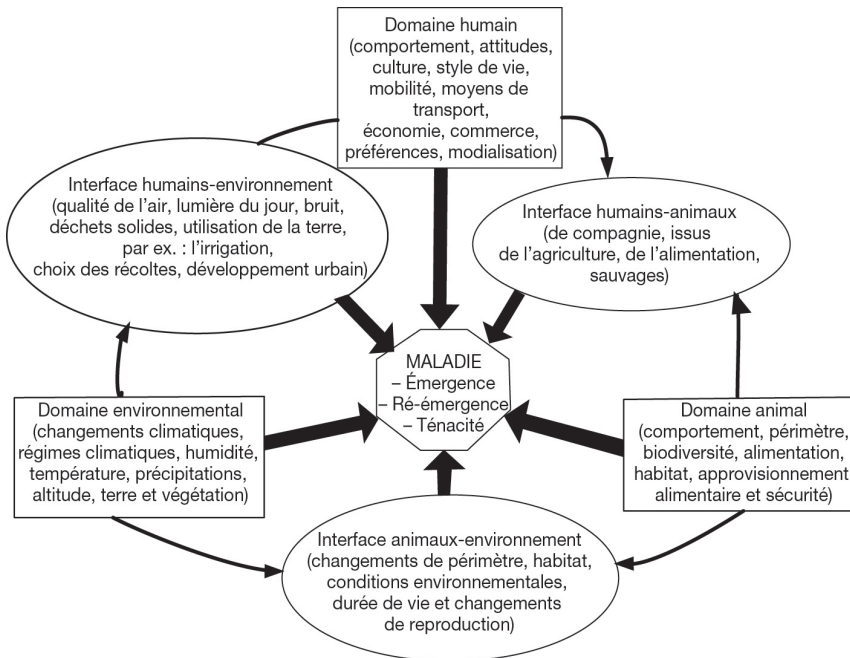 Domaine humain
(comportement, attitudes,
culture, style de vie,
mobilité, moyens de
transport,
économie, commerce,
préférences, modialisation)
Interface humains-environnement
(qualité de l'air, lumière du jour, bruit,
déchets solides, utilisation de la terre,
par ex. : l'irrigation,
choix des récoltes, développement urbain)
Interface humains-animaux
(de compagnie, issus
de l'agriculture, de l'alimentation,
sauvages)
MALADIE
– Émergence
– Ré-émergence
– Ténacité
Domaine environnemental
(changements climatiques,
régimes climatiques, humidité,
température, précipitations,
altitude, terre et végétation)
Domaine animal
(comportement, périmètre,
biodiversité, alimentation,
habitat, approvisionnement
alimentaire et sécurité)
Interface animaux-environnement
(changements de périmètre, habitat,
conditions environnementales,
durée de vie et changements
de reproduction)